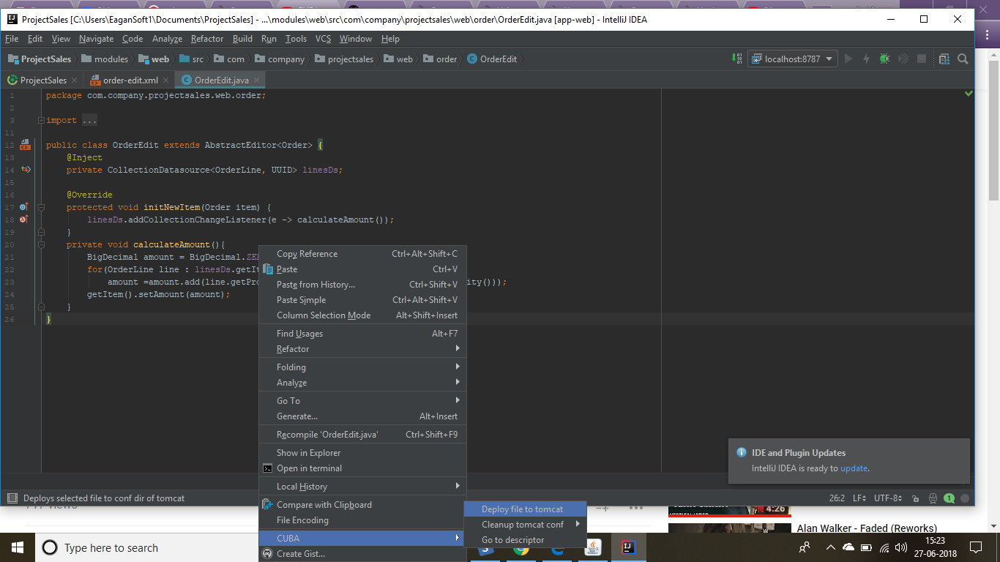 ProjectSales [C:\Users\EaganSoft1\Documents\ProjectSales] - ...\modules\web\src\com\company\projectsales\web\order\OrderEdit.java [app-web] - IntelliJ IDEA
File Edit View Navigate Code Analyze Refactor Build Run Tools VCS Window Help
ProjectSales modules web src com company projectsales web order OrderEdit localhost:8787
ProjectSales order-edit.xml OrderEdit.java
1 package com.company.projectsales.web.order;
2
3 import ...
11
12 public class OrderEdit extends AbstractEditor<Order> {
13 @Inject
14 private CollectionDatasource<OrderLine, UUID> linesDs;
15
16 @Override
17 protected void initNewItem(Order item) {
18 linesDs.addCollectionChangeListener(e -> calculateAmount());
19 }
20 private void calculateAmount(){
21 BigDecimal amount = BigDecimal.ZE
22 for(OrderLine line : linesDs.getIt
23 amount =amount.add(line.getPro ity()));
24 getItem().setAmount(amount);
25 }
26 }
Copy Reference Ctrl+Alt+Shift+C
Paste Ctrl+V
Paste from History... Ctrl+Shift+V
Paste Simple Ctrl+Alt+Shift+V
Column Selection Mode Alt+Shift+Insert
Find Usages Alt+F7
Refactor
Folding
Analyze
Go To
Generate... Alt+Insert
Recompile 'OrderEdit.java' Ctrl+Shift+F9
Show in Explorer
Open in terminal
Local History
Compare with Clipboard
File Encoding
CUBA
Create Gist...
Deploy file to tomcat
Cleanup tomcat conf
Go to descriptor
IDE and Plugin Updates
IntelliJ IDEA is ready to update.
Deploys selected file to conf dir of tomcat
26:2 LF UTF-8 1
views
4:26
Alan Walker - Faded (Reworks)
Type here to search
15:23
27-06-2018